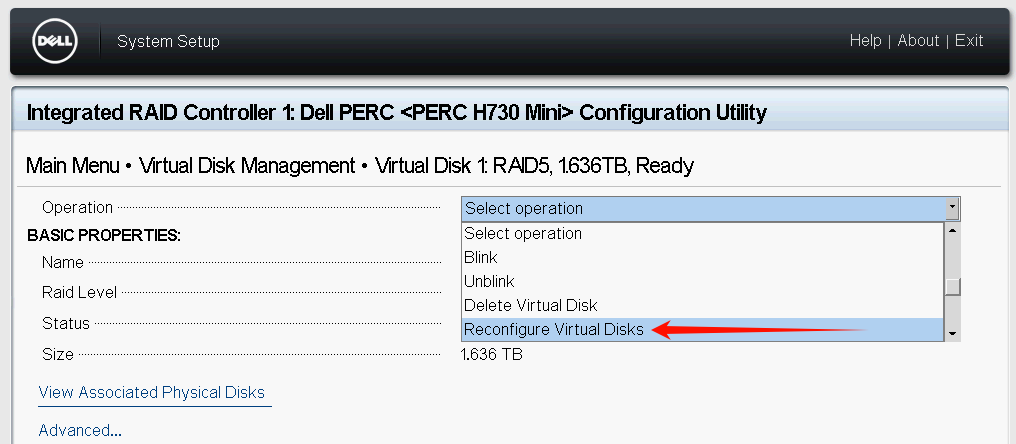 DELL System Setup Help | About | Exit
Integrated RAID Controller 1: Dell PERC <PERC H730 Mini> Configuration Utility
Main Menu • Virtual Disk Management • Virtual Disk 1: RAID5, 1.636TB, Ready
Operation Select operation
BASIC PROPERTIES: Select operation
Name Blink
Unblink
Raid Level Delete Virtual Disk
Status Reconfigure Virtual Disks
Size 1.636 TB
View Associated Physical Disks
Advanced...